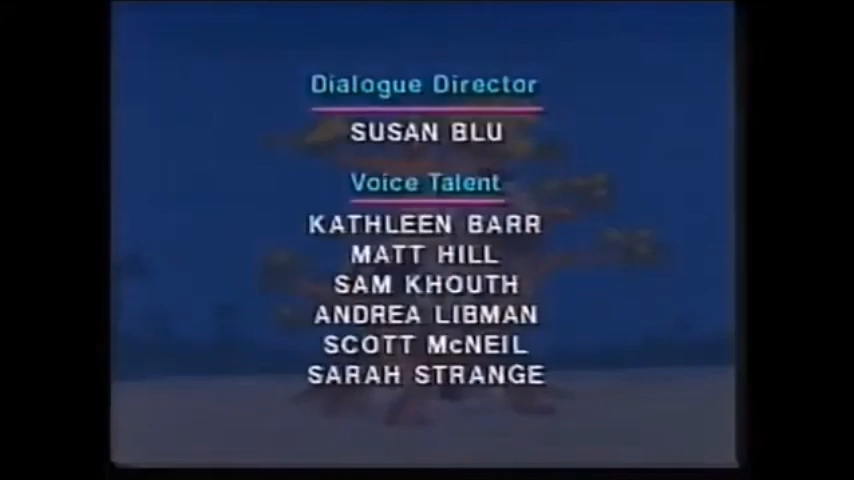 Dialogue Director
SUSAN BLU
Voice Talent
KATHLEEN BARR
MATT HILL
SAM KHOUTH
ANDREA LIBMAN
SCOTT McNEIL
SARAH STRANGE